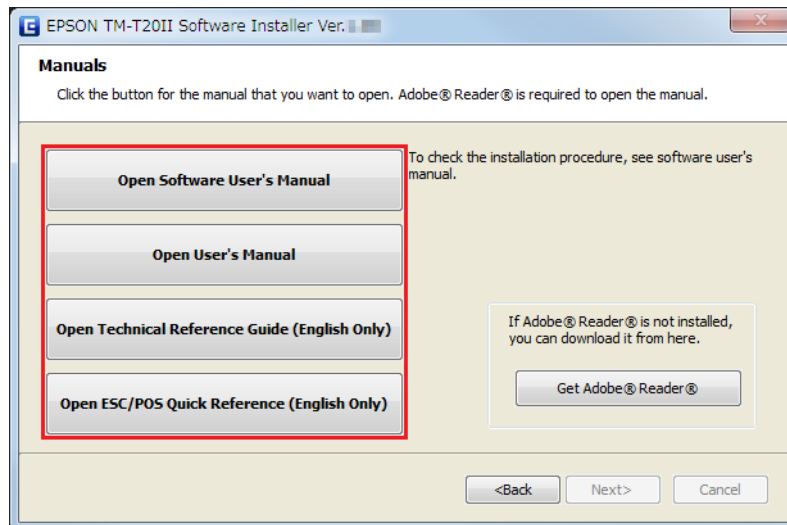 EPSON TM-T20II Software Installer Ver.
Manuals
Click the button for the manual that you want to open. Adobe® Reader® is required to open the manual.
Open Software User's Manual
To check the installation procedure, see software user's
manual.
Open User's Manual
Open Technical Reference Guide (English Only)
Open ESC/POS Quick Reference (English Only)
If Adobe® Reader® is not installed,
you can download it from here.
Get Adobe® Reader®
<Back
Next>
Cancel